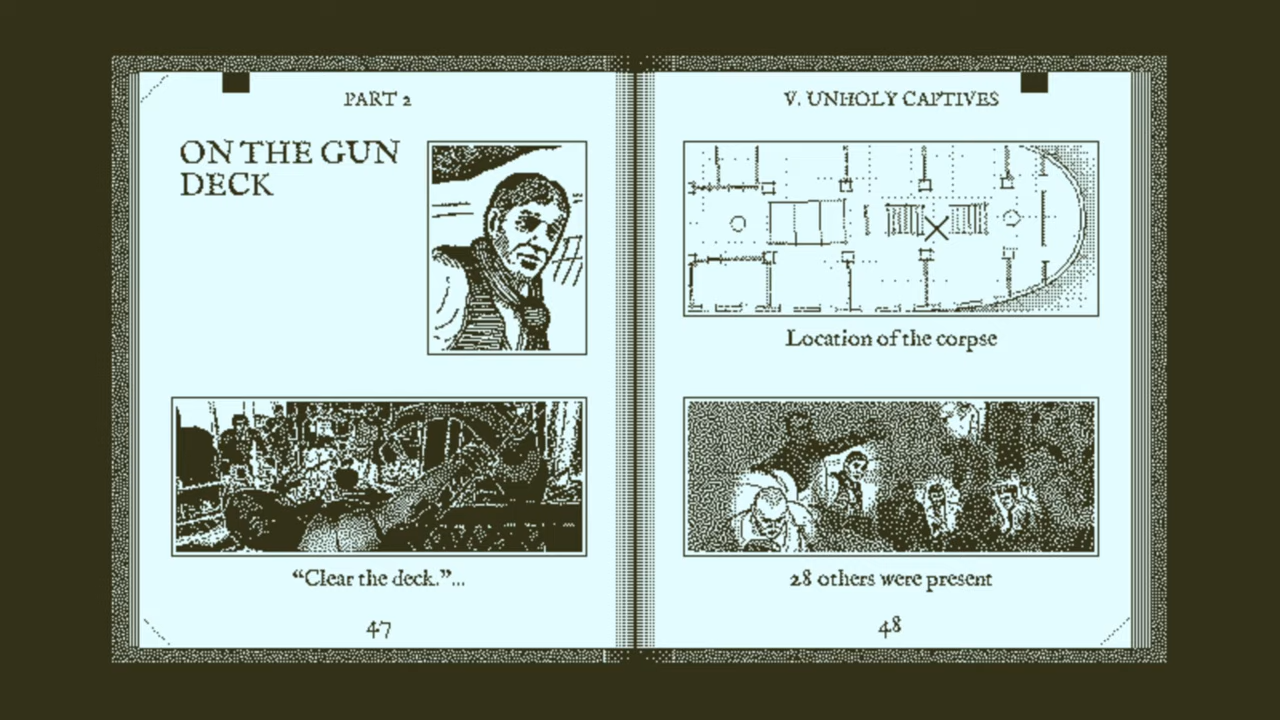 PART 2
ON THE GUN
DECK
“Clear the deck.”...
47
V. UNHOLY CAPTIVES
Location of the corpse
28 others were present
48